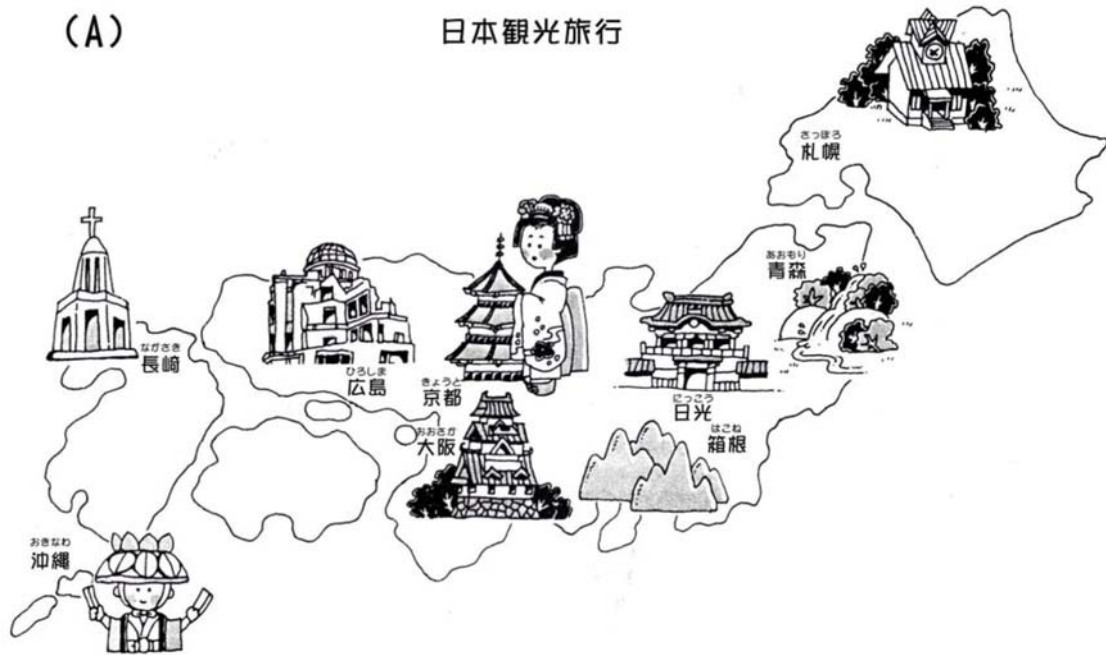 (A)
日本観光旅行
さっぽろ
札幌
あおもり
青森
ながさき
長崎
ひろしま
広島
きょうと
京都
にっこう
日光
はこね
箱根
おおさか
大阪
おきなわ
沖縄